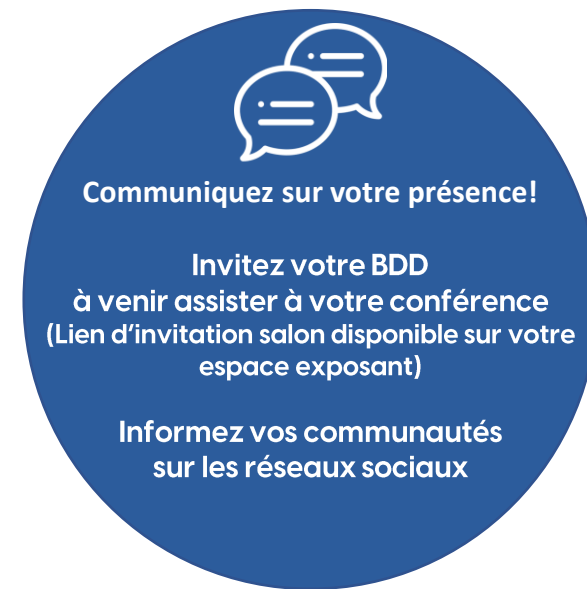 Communiquez sur votre présence!
Invitez votre BDD
à venir assister à votre conférence
(Lien d'invitation salon disponible sur votre
espace exposant)
Informez vos communautés
sur les réseaux sociaux